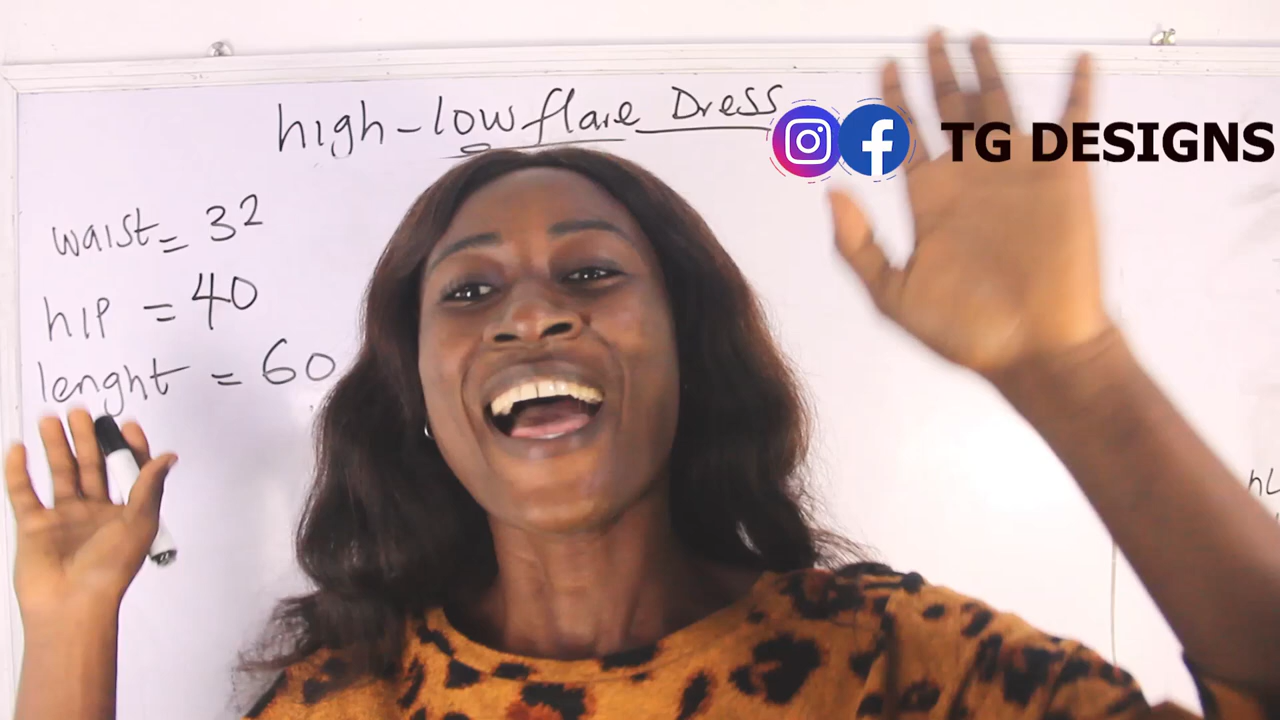 high-low flare Dress
TG DESIGNS
waist = 32
hip = 40
lenght = 60